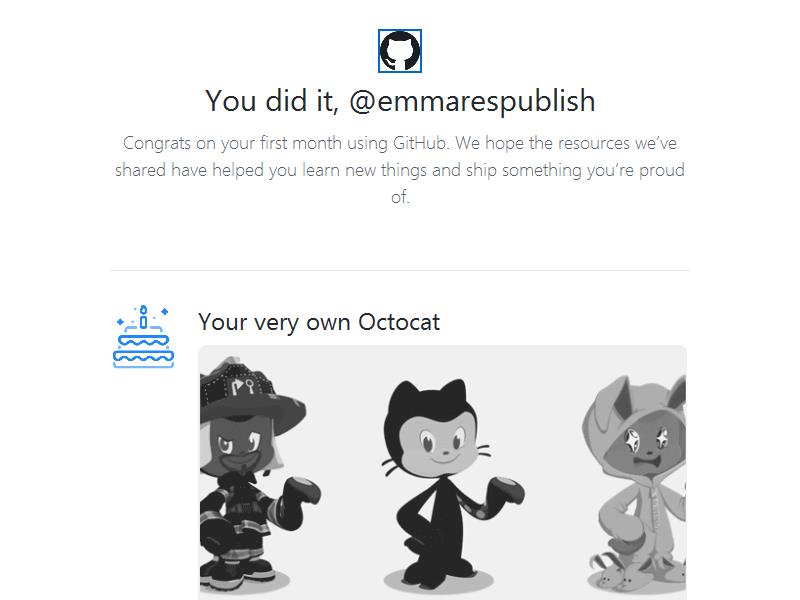 You did it, @emmarespublish
Congrats on your first month using GitHub. We hope the resources we’ve
shared have helped you learn new things and ship something you’re proud
of.
Your very own Octocat